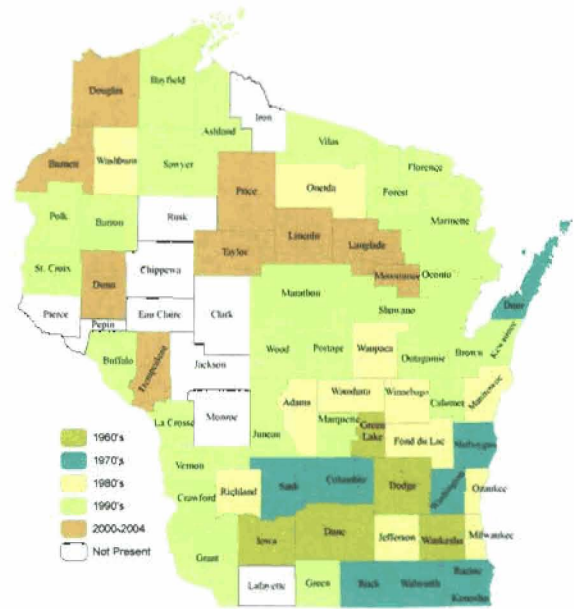 Bayfield
Douglas
Iron
Ashland
Vilas
Burnett
Washburn
Sawyer
Florence
Price
Oneida
Forest
Polk
Barron
Rusk
Marinette
Lincoln
Langlade
Taylor
St. Croix
Chippewa
Dunn
Menominee
Oconto
Marathon
Door
Pierce
Eau Claire
Clark
Shawano
Pepin
Buffalo
Trempealeau
Jackson
Wood
Portage
Waupaca
Outagamie
Brown
Kewaunee
Adams
Waushara
Winnebago
Calumet
Manitowoc
Monroe
La Crosse
Juneau
Marquette
Green
Lake
Fond du Lac
Sheboygan
1960's
1970's
1980's
1990's
2000-2004
Not Present
Vernon
Crawford
Richland
Sauk
Columbia
Dodge
Washington
Ozaukee
Grant
Iowa
Dane
Jefferson
Waukesha
Milwaukee
Lafayette
Green
Rock
Walworth
Racine
Kenosha